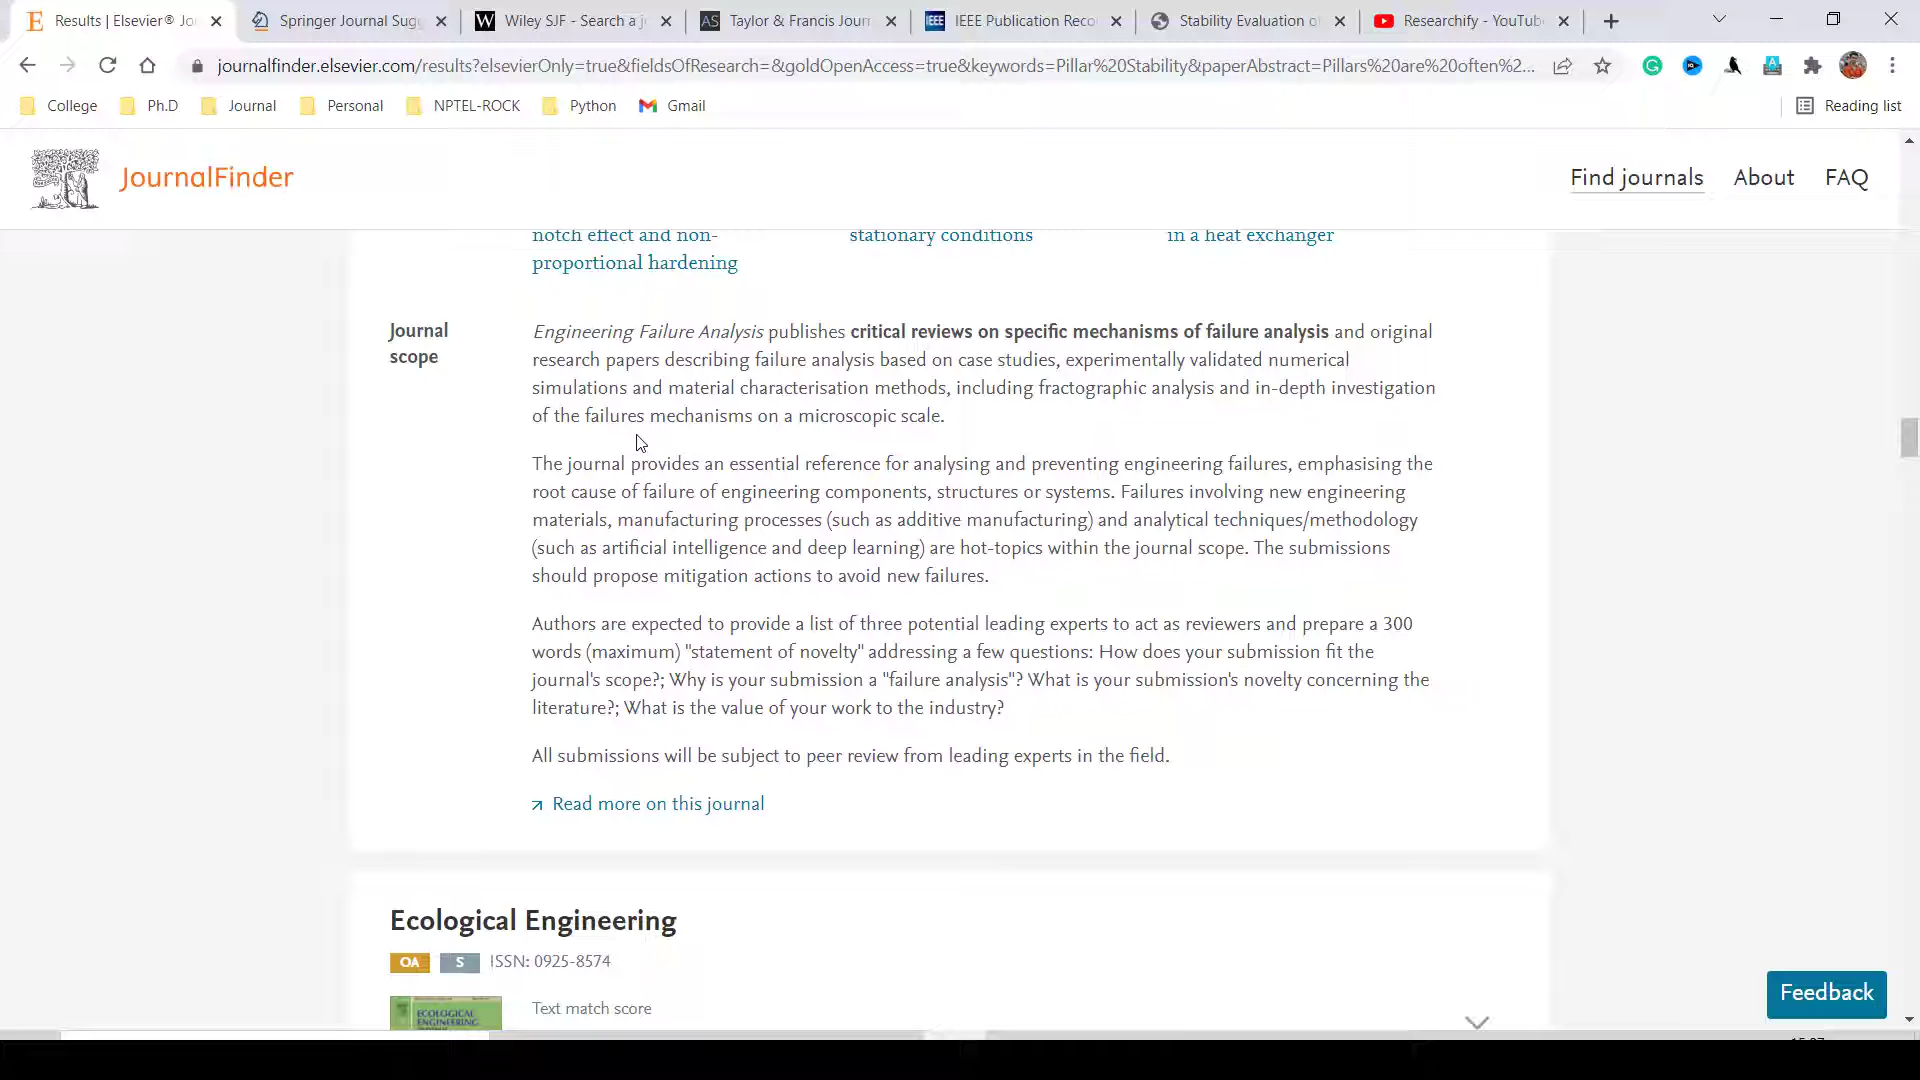 Results | Elsevier® Jo
Springer Journal Sugg
Wiley SJF - Search a j
Taylor & Francis Journ
IEEE Publication Reco
Stability Evaluation o
Researchify - YouTube
journalfinder.elsevier.com/results?elsevierOnly=true&fieldsOfResearch=&goldOpenAccess=true&keywords=Pillar%20Stability&paperAbstract=Pillars%20are%20often%2...
College
Ph.D
Journal
Personal
NPTEL-ROCK
Python
Gmail
Reading list
JournalFinder
Find journals
About
FAQ
notch effect and non-
proportional hardening
stationary conditions
in a heat exchanger
Journal
scope
Engineering Failure Analysis publishes critical reviews on specific mechanisms of failure analysis and original
research papers describing failure analysis based on case studies, experimentally validated numerical
simulations and material characterisation methods, including fractographic analysis and in-depth investigation
of the failures mechanisms on a microscopic scale.
The journal provides an essential reference for analysing and preventing engineering failures, emphasising the
root cause of failure of engineering components, structures or systems. Failures involving new engineering
materials, manufacturing processes (such as additive manufacturing) and analytical techniques/methodology
(such as artificial intelligence and deep learning) are hot-topics within the journal scope. The submissions
should propose mitigation actions to avoid new failures.
Authors are expected to provide a list of three potential leading experts to act as reviewers and prepare a 300
words (maximum) "statement of novelty" addressing a few questions: How does your submission fit the
journal's scope?; Why is your submission a "failure analysis"? What is your submission's novelty concerning the
literature?; What is the value of your work to the industry?
All submissions will be subject to peer review from leading experts in the field.
Read more on this journal
Ecological Engineering
OA
S
ISSN: 0925-8574
Text match score
ECOLOGICAL
ENGINEERING
Feedback